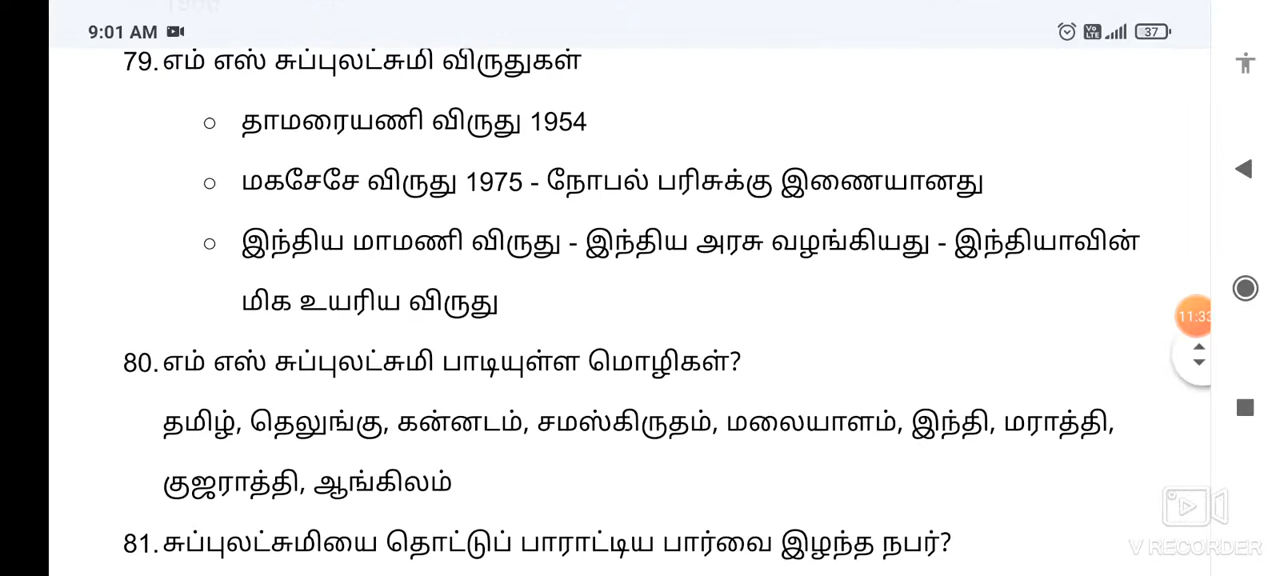 9:01 AM
37
79. எம் எஸ் சுப்புலட்சுமி விருதுகள்
○ தாமரையணி விருது 1954
○ மகசேசே விருது 1975 - நோபல் பரிசுக்கு இணையானது
○ இந்திய மாமணி விருது - இந்திய அரசு வழங்கியது - இந்தியாவின்
மிக உயரிய விருது
11:33
80. எம் எஸ் சுப்புலட்சுமி பாடியுள்ள மொழிகள்?
தமிழ், தெலுங்கு, கன்னடம், சமஸ்கிருதம், மலையாளம், இந்தி, மராத்தி,
குஜராத்தி, ஆங்கிலம்
81. சுப்புலட்சுமியை தொட்டுப் பாராட்டிய பார்வை இழந்த நபர்?
V RECORDER